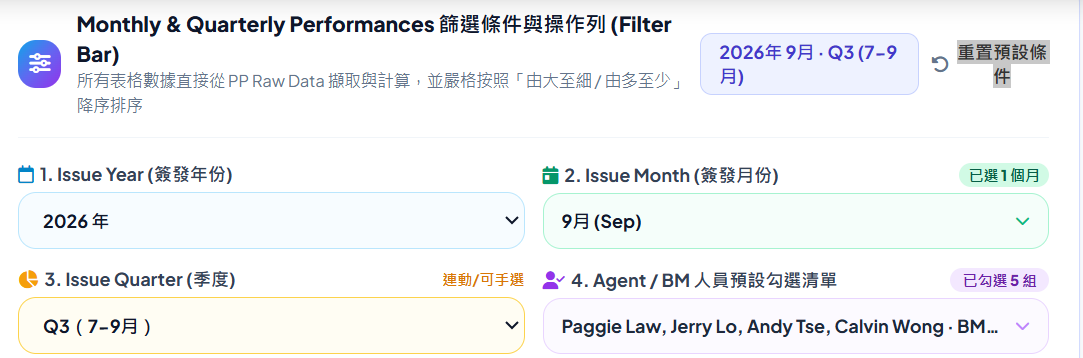 Monthly & Quarterly Performances 篩選條件與操作列 (Filter
Bar)
所有表格數據直接從 PP Raw Data 擷取與計算，並嚴格按照「由大至細 / 由多至少」
降序排序
2026年 9月 · Q3 (7-9
月)
重置預設條
件
1. Issue Year (簽發年份)
2026 年
2. Issue Month (簽發月份)
已選 1 個月
9月 (Sep)
3. Issue Quarter (季度)
連動/可手選
Q3（7-9月）
4. Agent / BM 人員預設勾選清單
已勾選 5 組
Paggie Law, Jerry Lo, Andy Tse, Calvin Wong · BM...